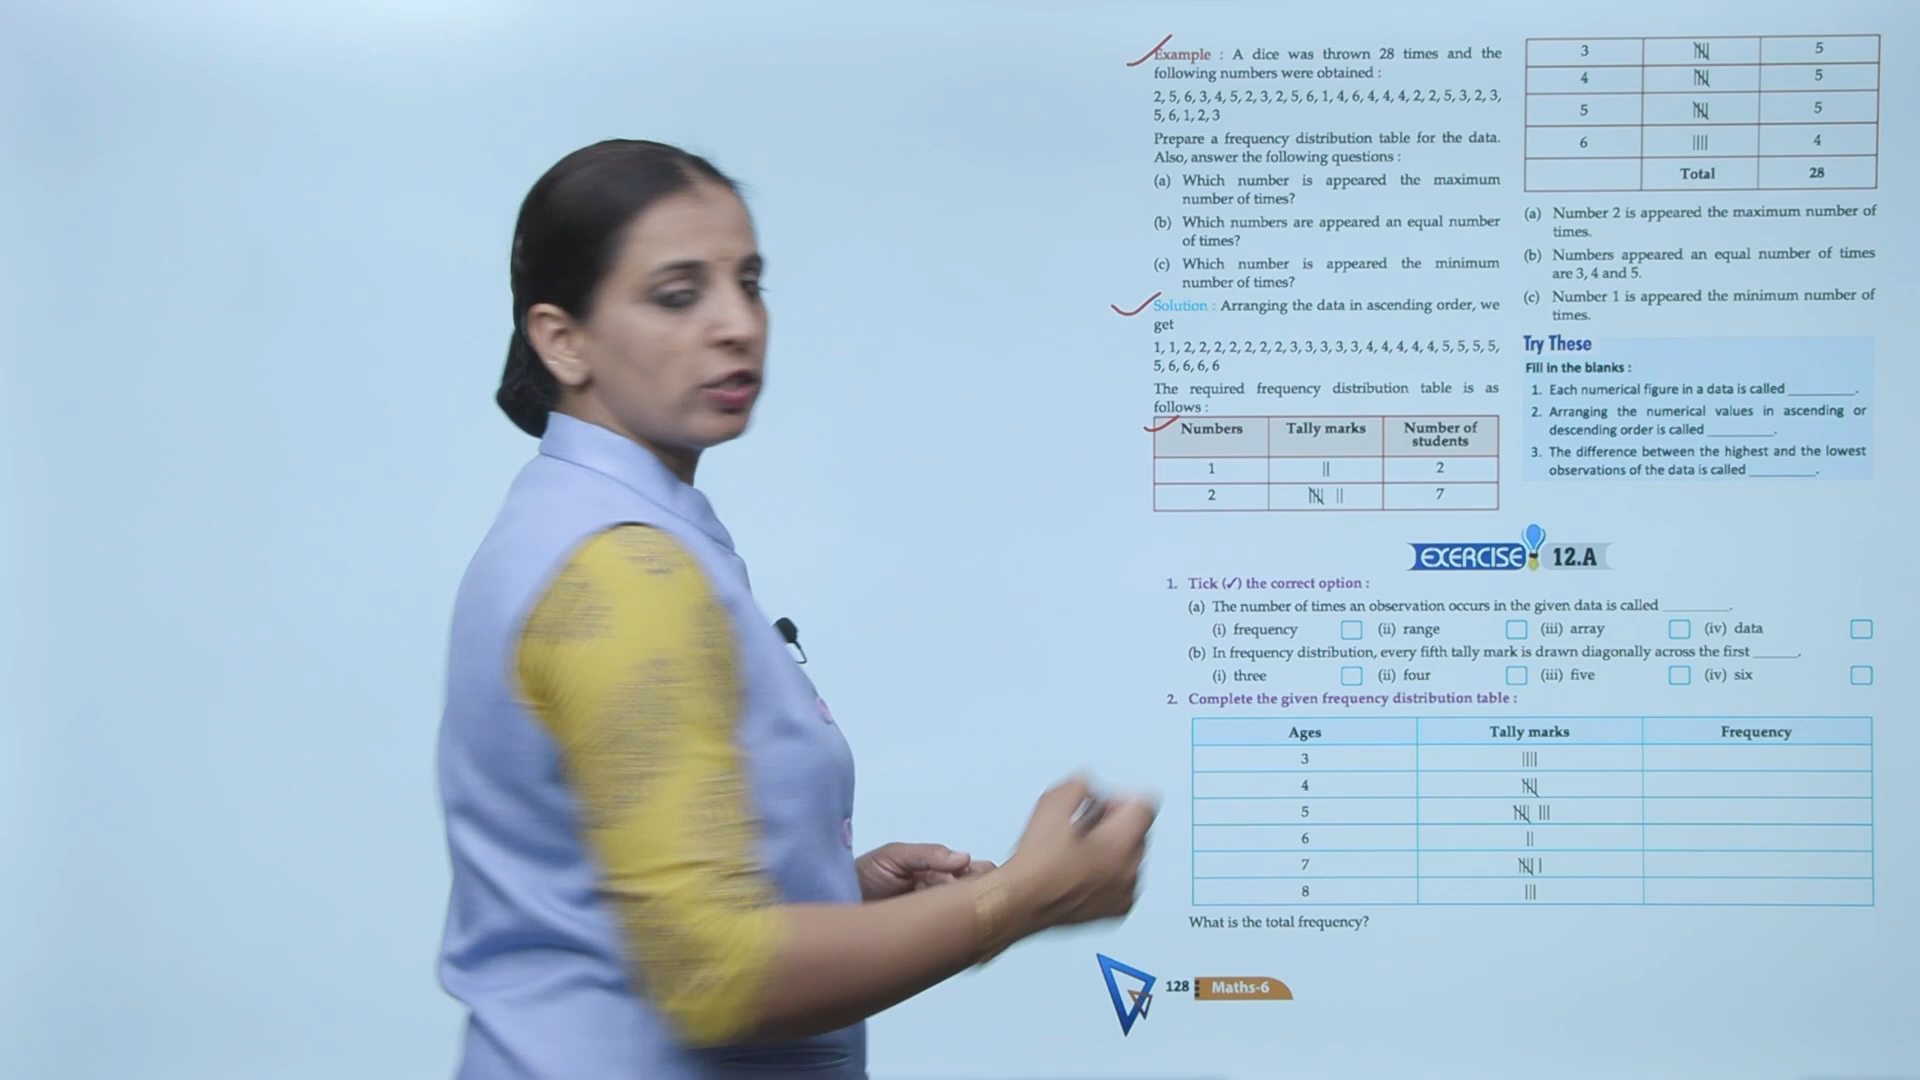 Example : A dice was thrown 28 times and the
following numbers were obtained :
2, 5, 6, 3, 4, 5, 2, 3, 2, 5, 6, 1, 4, 6, 4, 4, 4, 2, 2, 5, 3, 2, 3,
5, 6, 1, 2, 3
Prepare a frequency distribution table for the data.
Also, answer the following questions :
(a) Which number is appeared the maximum
number of times?
(b) Which numbers are appeared an equal number
of times?
(c) Which number is appeared the minimum
number of times?
Solution : Arranging the data in ascending order, we
get
1, 1, 2, 2, 2, 2, 2, 2, 2, 3, 3, 3, 3, 3, 4, 4, 4, 4, 4, 5, 5, 5, 5,
5, 6, 6, 6, 6
The required frequency distribution table is as
follows :
Numbers Tally marks Number of
students
1 || 2
2 𝍸 || 7
3 𝍸 5
4 𝍸 5
5 𝍸 5
6 |||| 4
Total 28
(a) Number 2 is appeared the maximum number of
times.
(b) Numbers appeared an equal number of times
are 3, 4 and 5.
(c) Number 1 is appeared the minimum number of
times.
Try These
Fill in the blanks :
1. Each numerical figure in a data is called ________.
2. Arranging the numerical values in ascending or
descending order is called ________.
3. The difference between the highest and the lowest
observations of the data is called ________.
EXERCISE 12.A
1. Tick (✓) the correct option :
(a) The number of times an observation occurs in the given data is called ________.
(i) frequency (ii) range (iii) array (iv) data
(b) In frequency distribution, every fifth tally mark is drawn diagonally across the first _____.
(i) three (ii) four (iii) five (iv) six
2. Complete the given frequency distribution table :
Ages Tally marks Frequency
3 ||||
4 𝍸
5 𝍸 |||
6 ||
7 𝍸 |
8 |||
What is the total frequency?
128 Maths-6